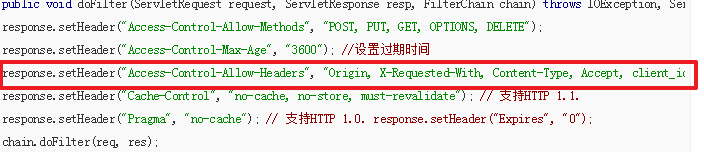 public void doFilter(ServletRequest request, ServletResponse resp, FilterChain chain) throws IOException,
response.setHeader("Access-Control-Allow-Methods", "POST, PUT, GET, OPTIONS, DELETE");
response.setHeader("Access-Control-Max-Age", "3600"); //设置过期时间
response.setHeader("Access-Control-Allow-Headers", "Origin, X-Requested-With, Content-Type, Accept,
response.setHeader("Cache-Control", "no-cache, no-store, must-revalidate"); // 支持HTTP 1.1.
response.setHeader("Pragma", "no-cache"); // 支持HTTP 1.0. response.setHeader("Expires", "0");
chain.doFilter(req, res);